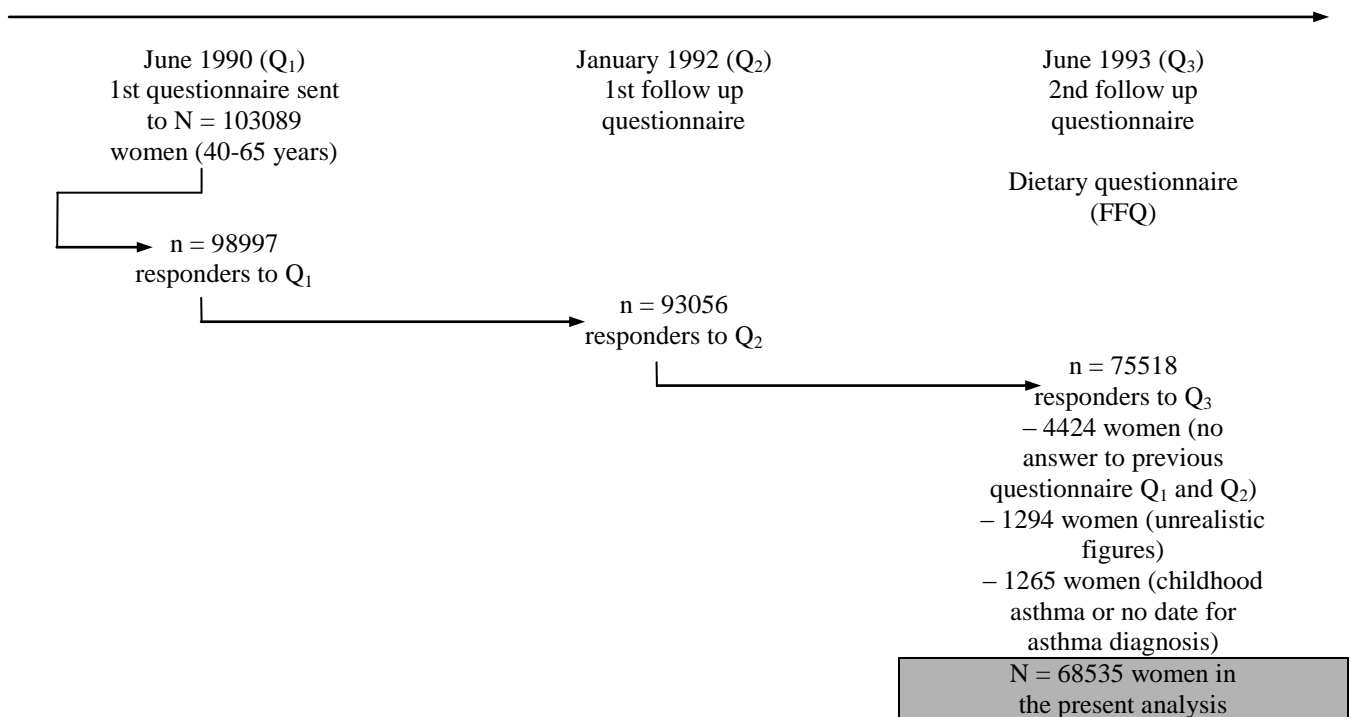 June 1990 (Q₁)
1st questionnaire sent
to N = 103089
women (40-65 years)
January 1992 (Q₂)
1st follow up
questionnaire
June 1993 (Q₃)
2nd follow up
questionnaire
Dietary questionnaire
(FFQ)
n = 98997
responders to Q₁
n = 93056
responders to Q₂
n = 75518
responders to Q₃
– 4424 women (no
answer to previous
questionnaire Q₁ and Q₂)
– 1294 women (unrealistic
figures)
– 1265 women (childhood
asthma or no date for
asthma diagnosis)
N = 68535 women in
the present analysis